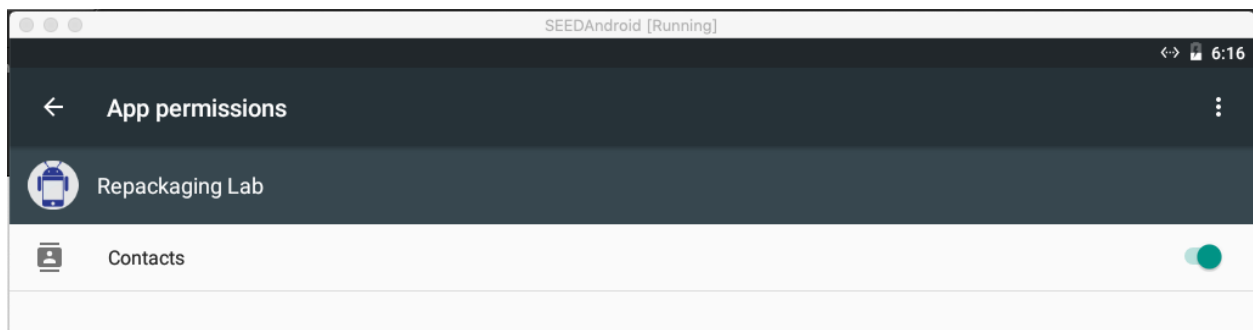 SEEDAndroid [Running]
6:16
App permissions
Repackaging Lab
Contacts